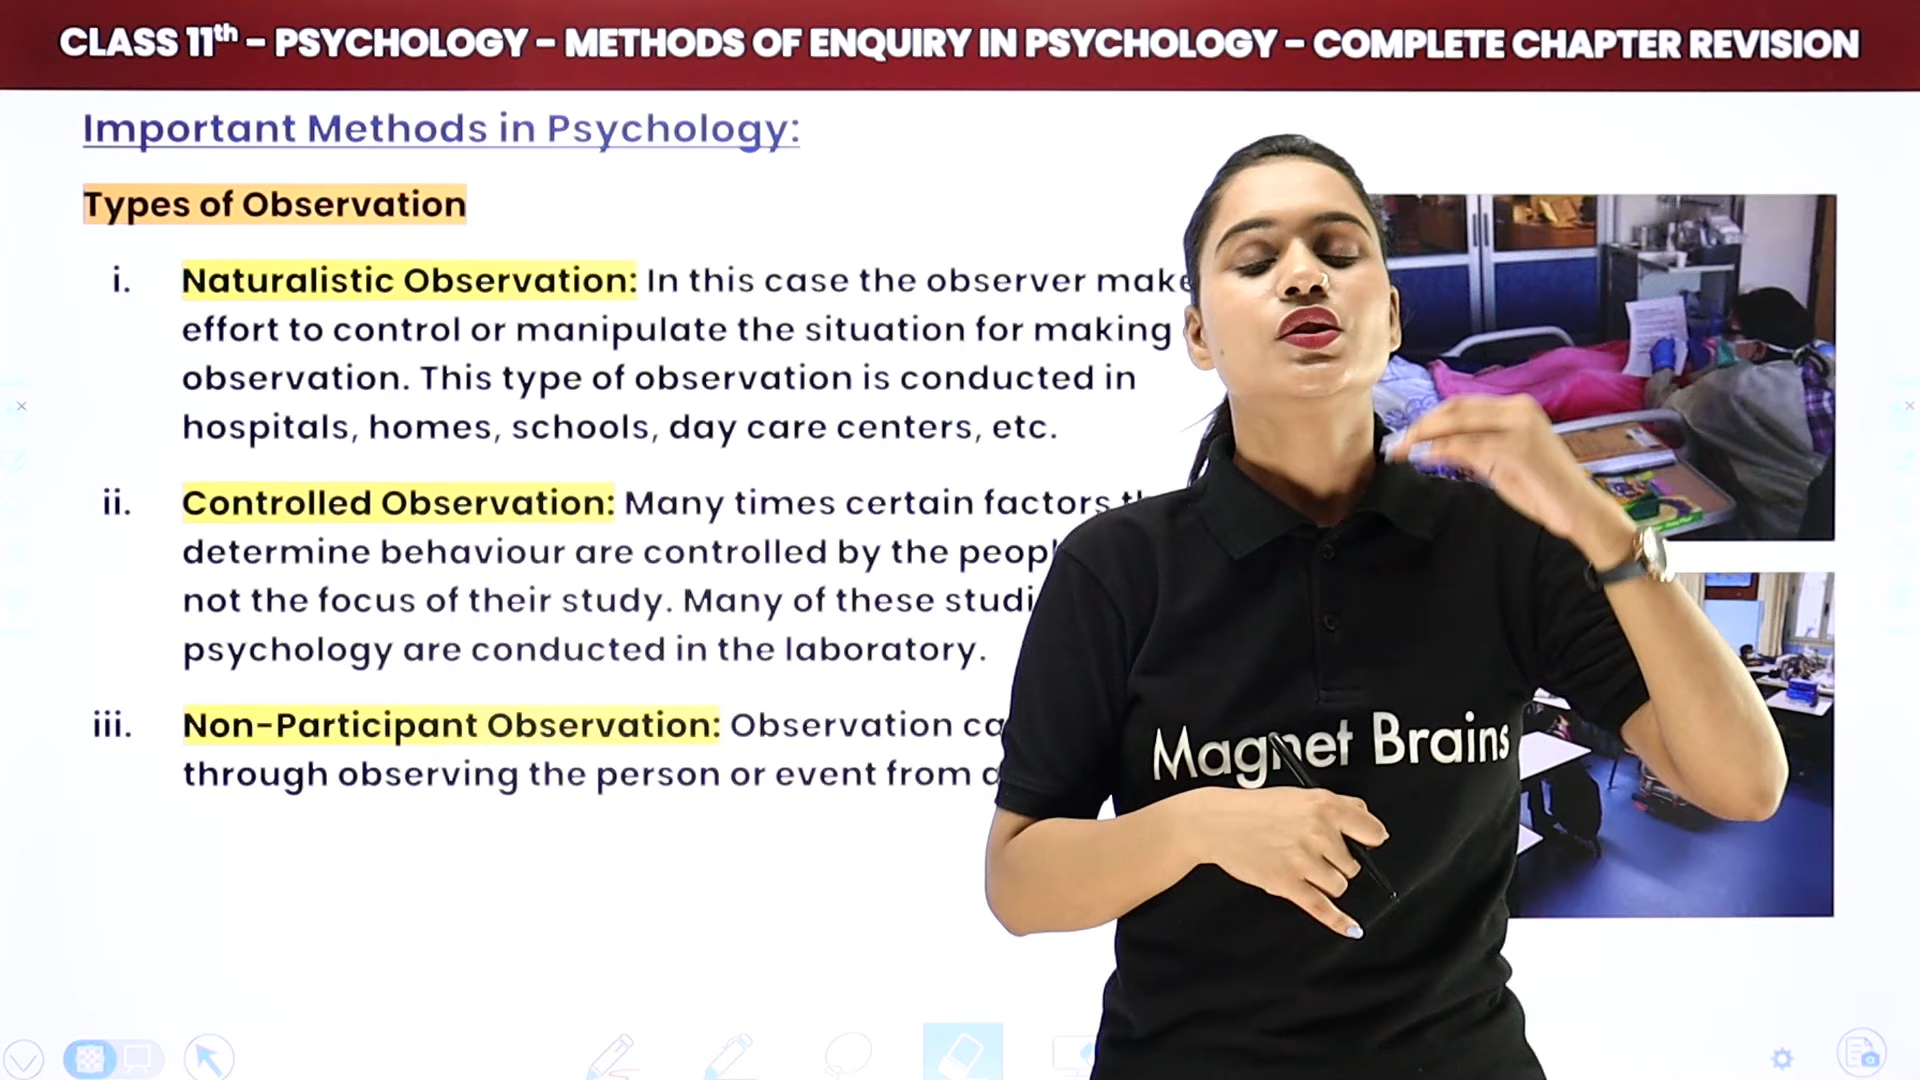 CLASS 11th – PSYCHOLOGY – METHODS OF ENQUIRY IN PSYCHOLOGY – COMPLETE CHAPTER REVISION
Important Methods in Psychology:
Types of Observation
i. Naturalistic Observation: In this case the observer make
effort to control or manipulate the situation for making
observation. This type of observation is conducted in
hospitals, homes, schools, day care centers, etc.
ii. Controlled Observation: Many times certain factors
determine behaviour are controlled by the
not the focus of their study. Many of these
psychology are conducted in the laboratory.
iii. Non-Participant Observation: Observation
through observing the person or event from
Magnet Brains